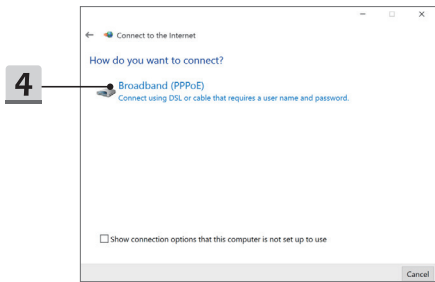 Connect to the Internet
How do you want to connect?
4
Broadband (PPPoE)
Connect using DSL or cable that requires a user name and password.
Show connection options that this computer is not set up to use
Cancel